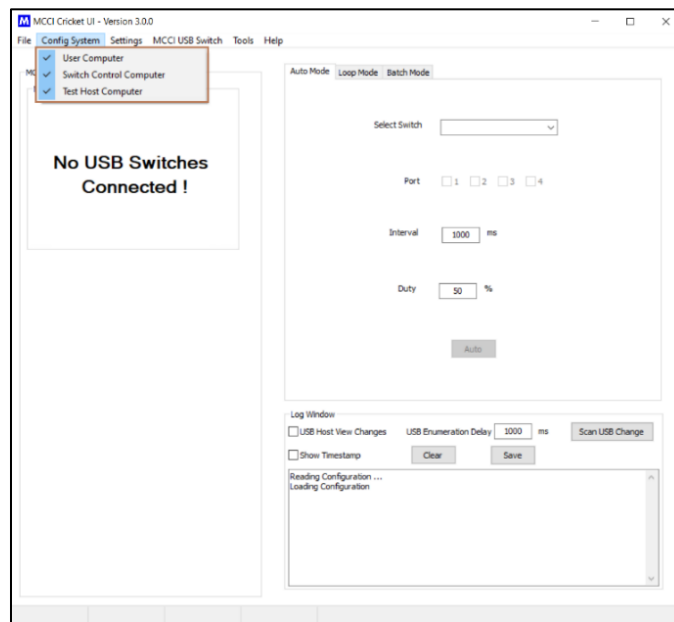 MCCI Cricket UI - Version 3.0.0
File Config System Settings MCCI USB Switch Tools Help
User Computer
Switch Control Computer
Test Host Computer
No USB Switches
Connected !
Auto Mode Loop Mode Batch Mode
Select Switch
Port 1 2 3 4
Interval 1000 ms
Duty 50 %
Auto
Log Window
USB Host View Changes USB Enumeration Delay 1000 ms Scan USB Change
Show Timestamp Clear Save
Reading Configuration ...
Loading Configuration